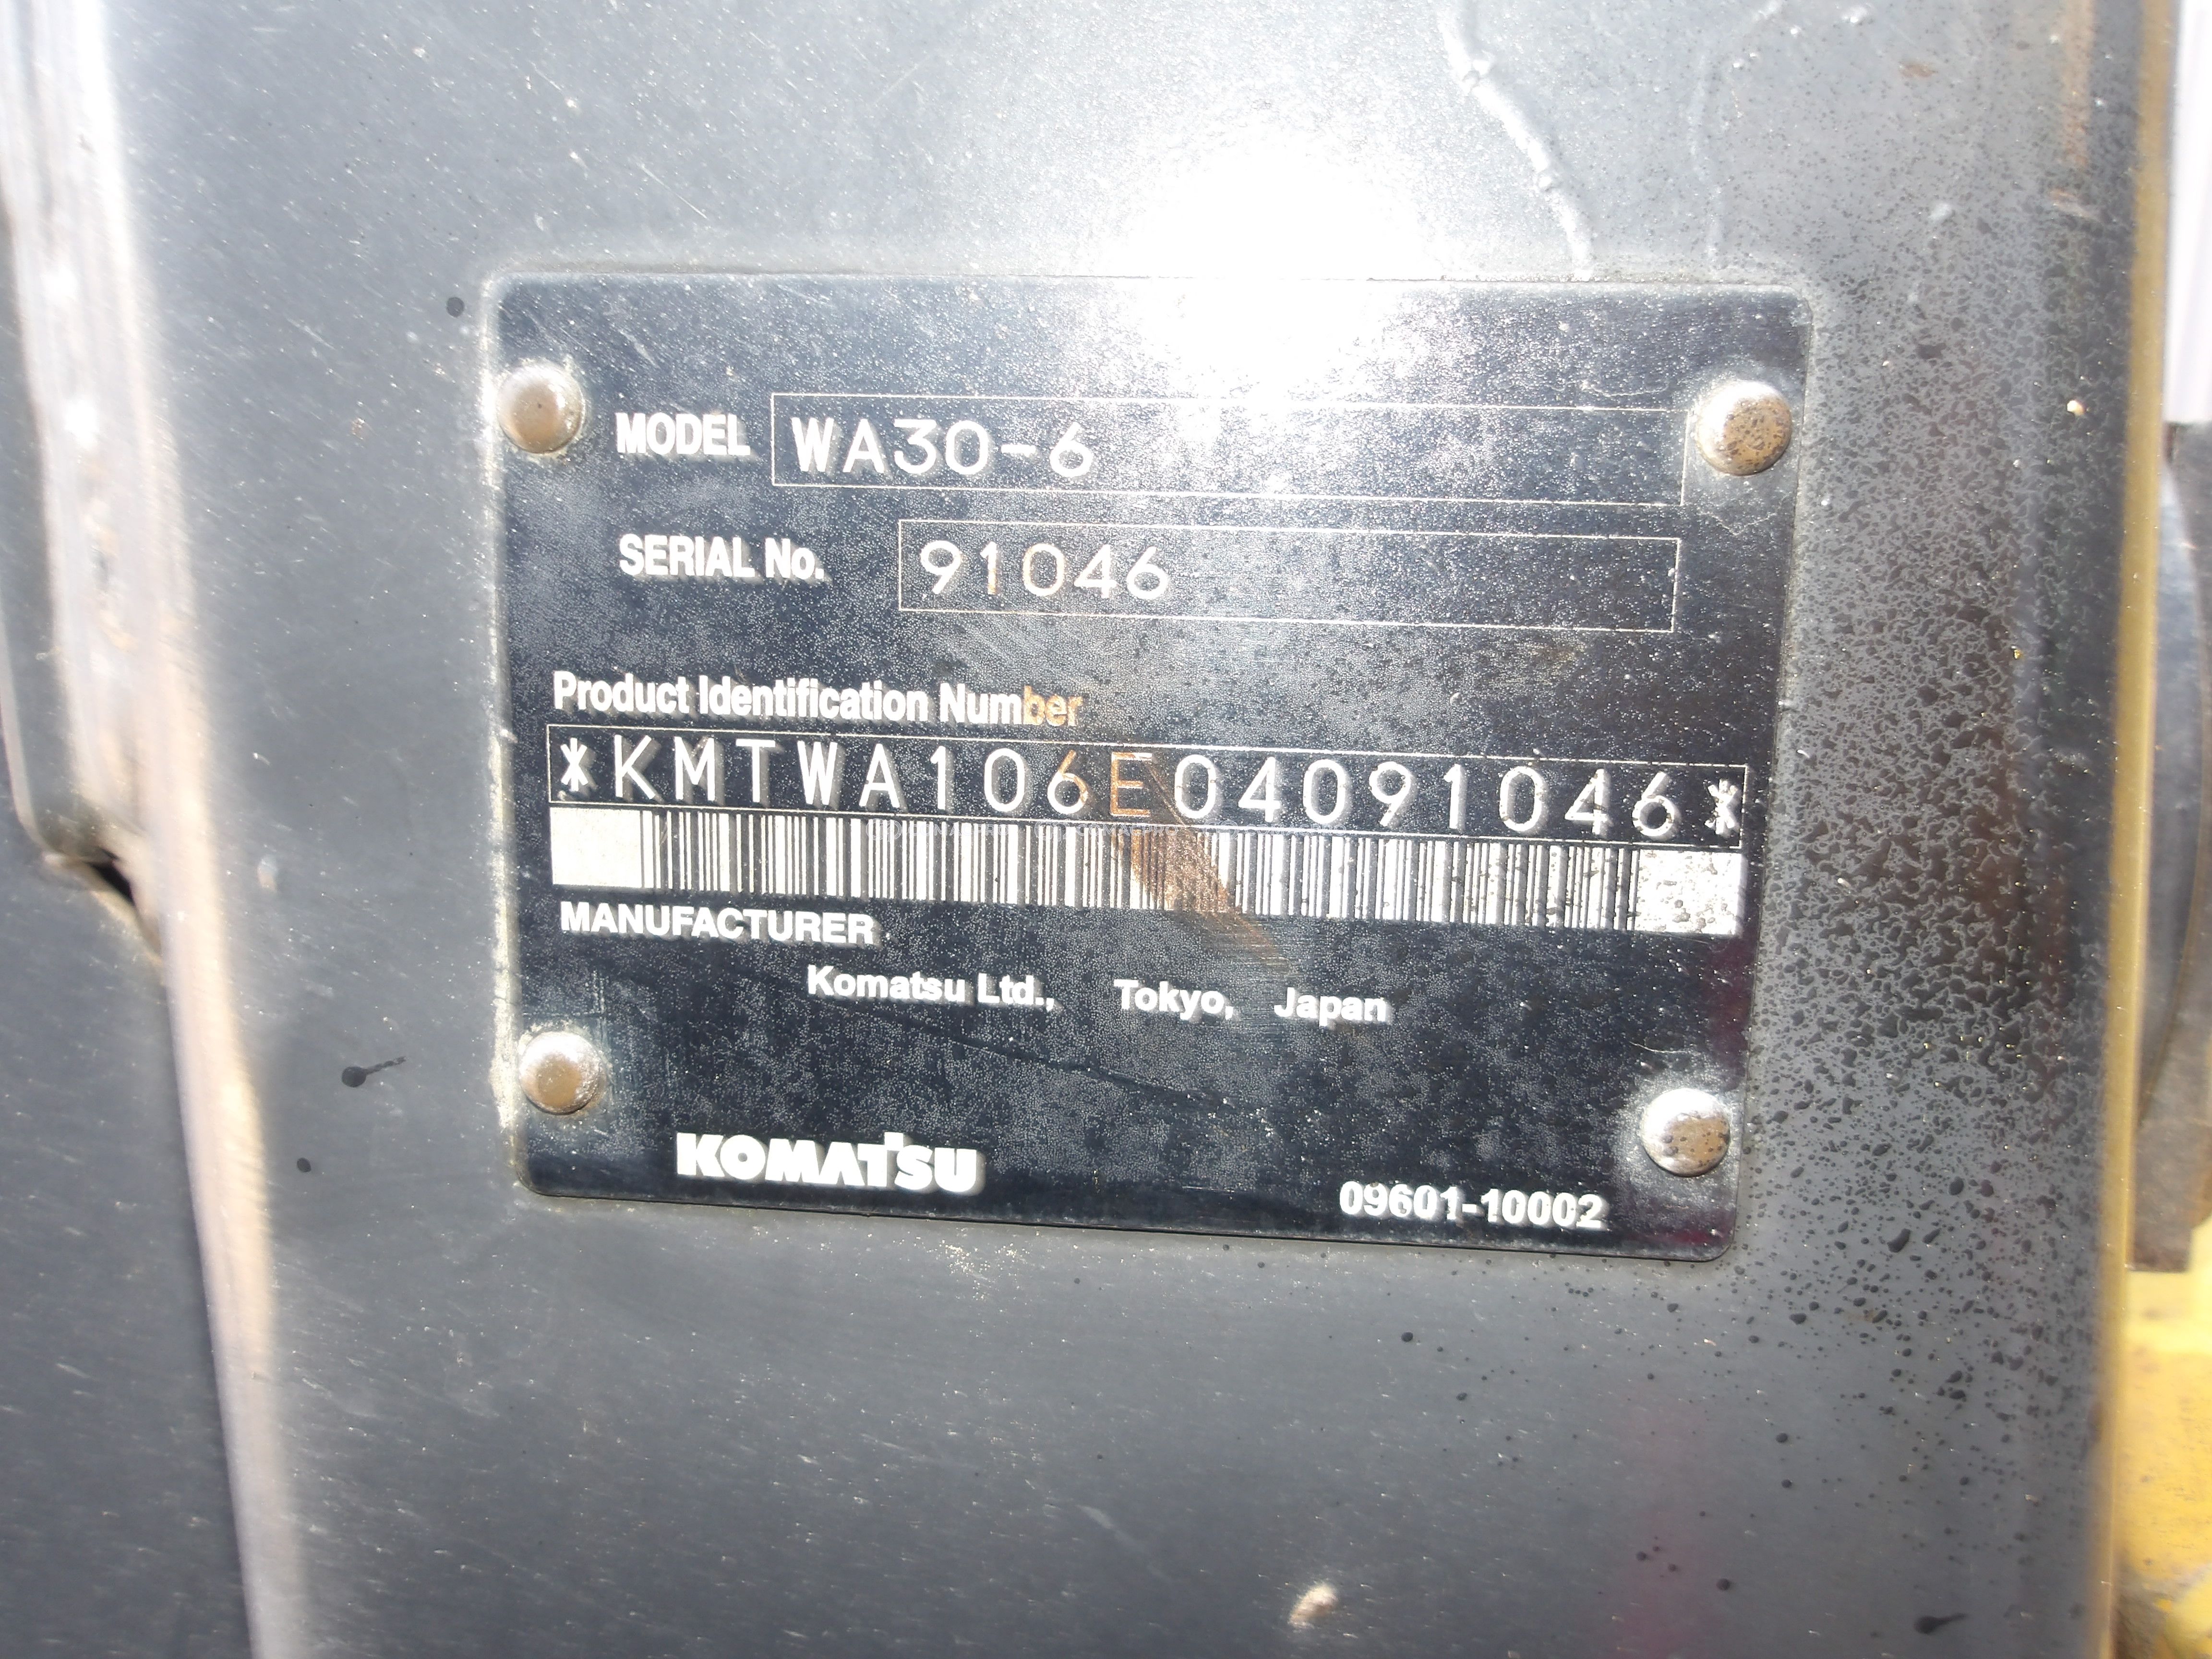 MODEL WA30-6
SERIAL No. 91046
Product Identification Number
*KMTWA106E04091046*
MANUFACTURER
Komatsu Ltd., Tokyo, Japan
KOMATSU
09601-10002